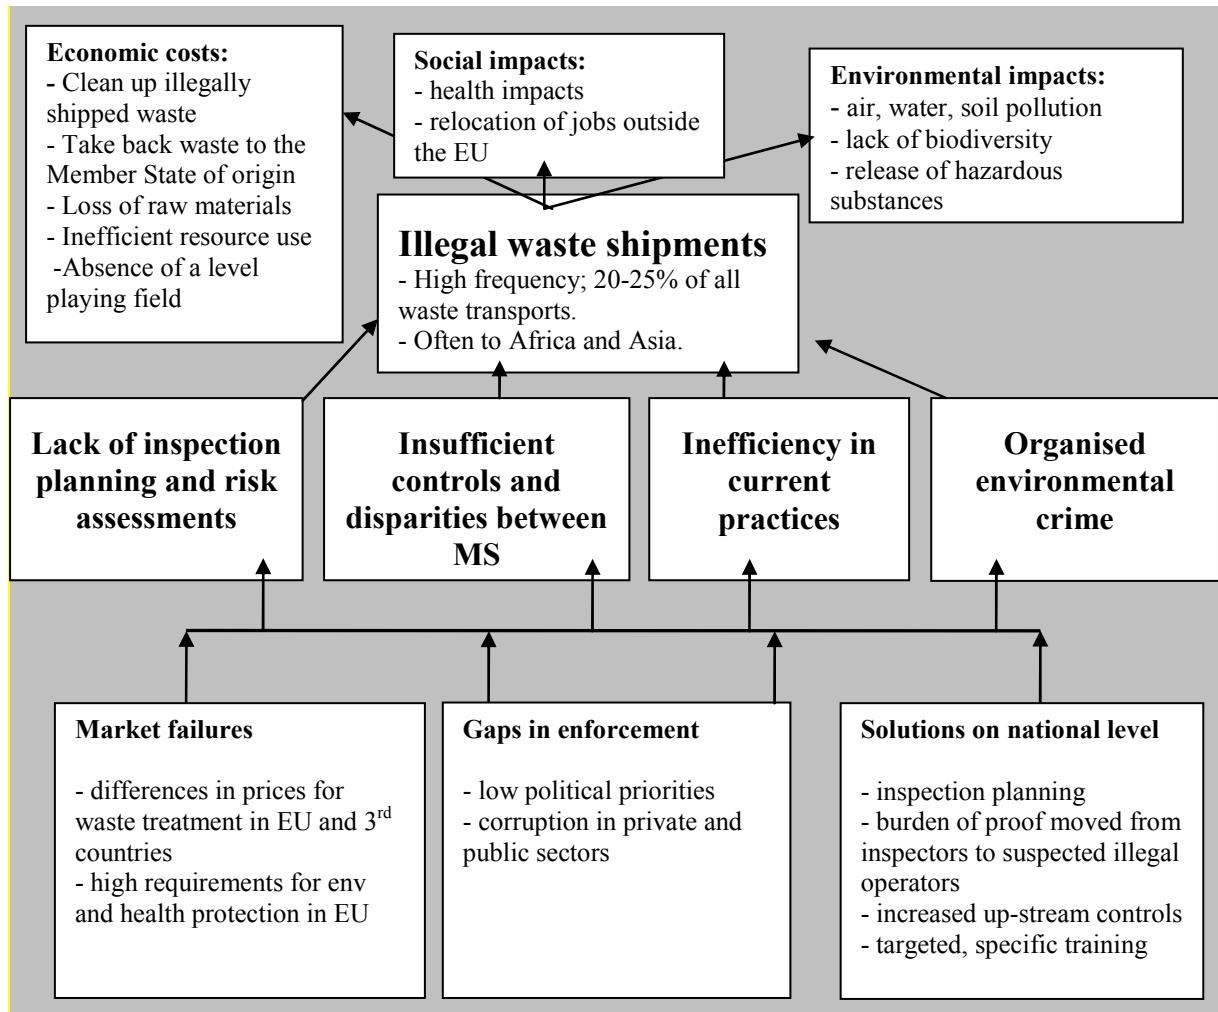 Economic costs:
- Clean up illegally
shipped waste
- Take back waste to the
Member State of origin
- Loss of raw materials
- Inefficient resource use
-Absence of a level
playing field
Social impacts:
- health impacts
- relocation of jobs outside
the EU
Environmental impacts:
- air, water, soil pollution
- lack of biodiversity
- release of hazardous
substances
Illegal waste shipments
- High frequency; 20-25% of all
waste transports.
- Often to Africa and Asia.
Lack of inspection
planning and risk
assessments
Insufficient
controls and
disparities between
MS
Inefficiency in
current
practices
Organised
environmental
crime
Market failures
- differences in prices for
waste treatment in EU and 3rd
countries
- high requirements for env
and health protection in EU
Gaps in enforcement
- low political priorities
- corruption in private and
public sectors
Solutions on national level
- inspection planning
- burden of proof moved from
inspectors to suspected illegal
operators
- increased up-stream controls
- targeted, specific training